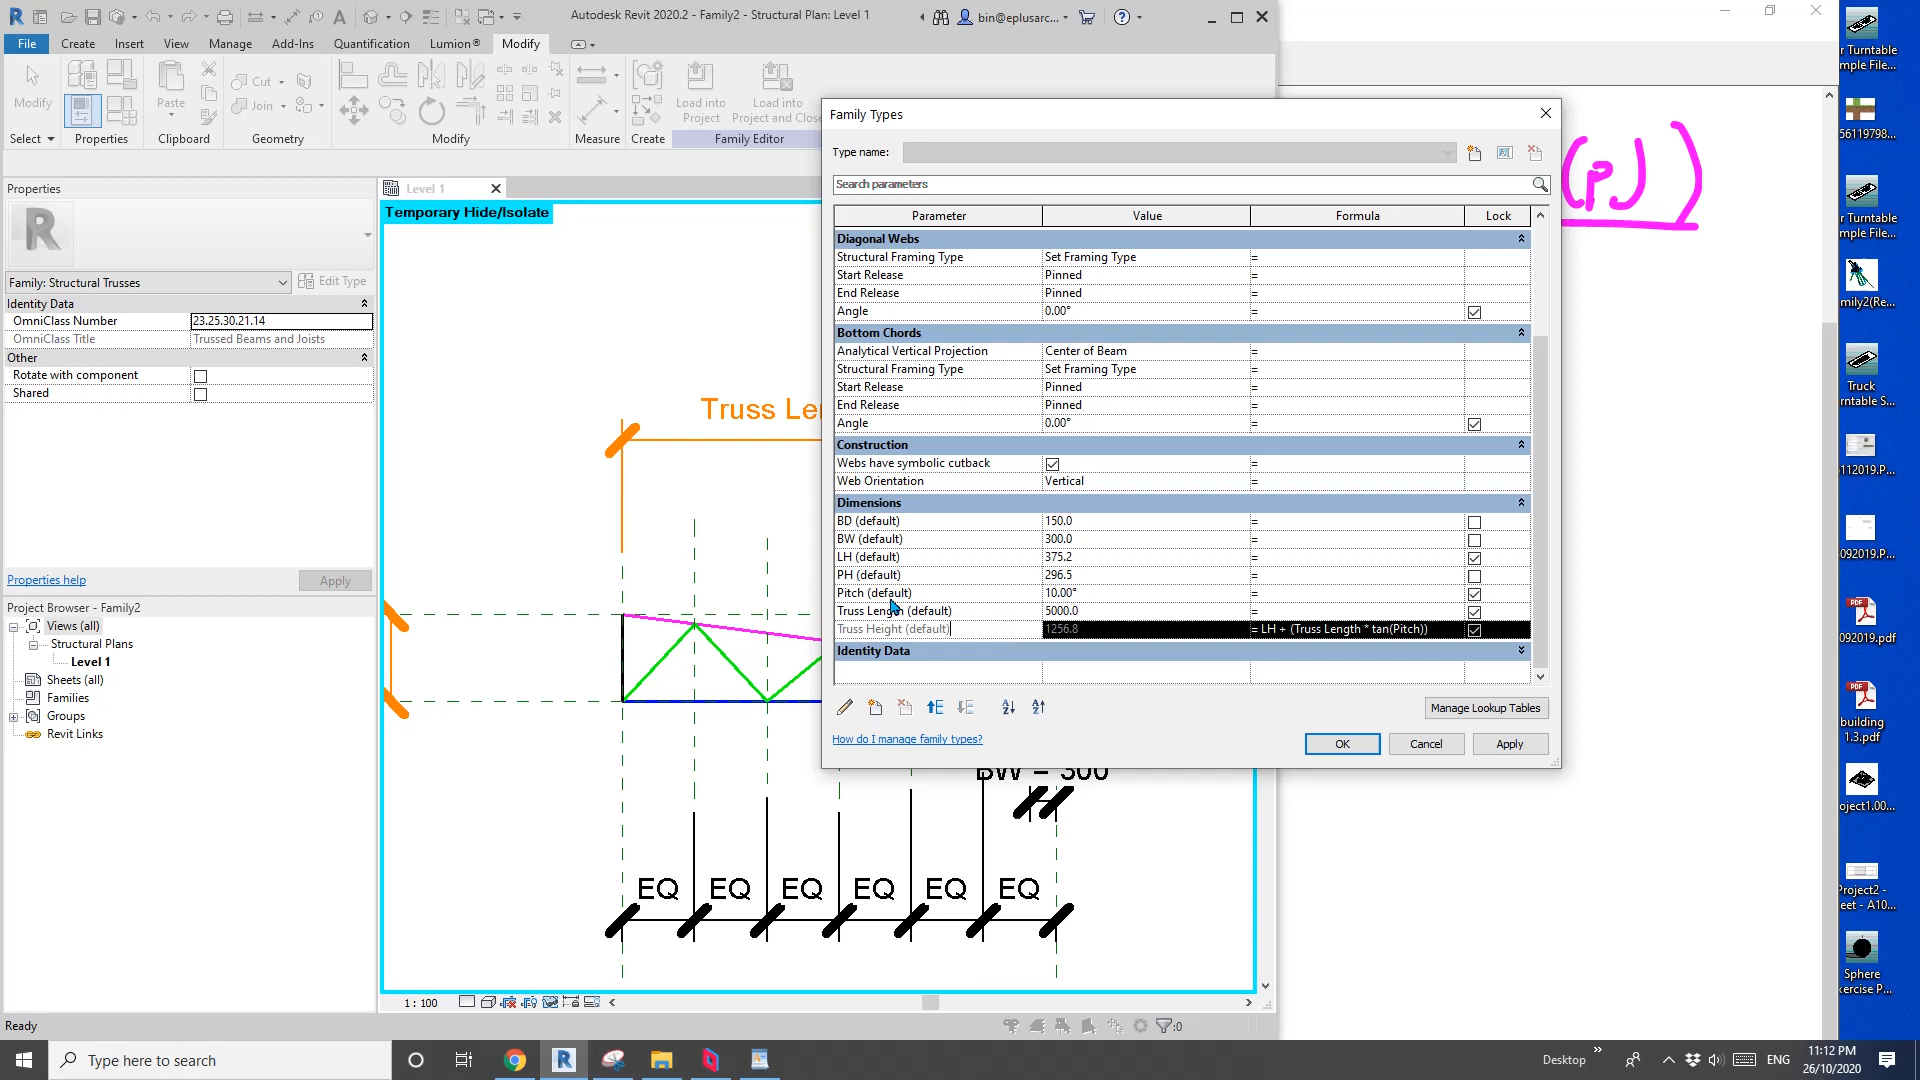 Autodesk Revit 2020.2 - Family2 - Structural Plan: Level 1
bin@eplusarc...
File Create Insert View Manage Add-Ins Quantification Lumion® Modify
Modify
Paste
Cut
Join
Load into Project
Load into Project and Close
Select Properties Clipboard Geometry Modify Measure Create Family Editor
Properties
Family: Structural Trusses
Edit Type
Identity Data
OmniClass Number 23.25.30.21.14
OmniClass Title Trussed Beams and Joists
Other
Rotate with component
Shared
Properties help
Apply
Project Browser - Family2
Views (all)
Structural Plans
Level 1
Sheets (all)
Families
Groups
Revit Links
Level 1
Temporary Hide/Isolate
Truss Le
BW = 300
EQ EQ EQ EQ EQ EQ
1 : 100
Family Types
Type name:
Search parameters
Parameter Value Formula Lock
Diagonal Webs
Structural Framing Type Set Framing Type =
Start Release Pinned =
End Release Pinned =
Angle 0.00° =
Bottom Chords
Analytical Vertical Projection Center of Beam =
Structural Framing Type Set Framing Type =
Start Release Pinned =
End Release Pinned =
Angle 0.00° =
Construction
Webs have symbolic cutback =
Web Orientation Vertical =
Dimensions
BD (default) 150.0 =
BW (default) 300.0 =
LH (default) 375.2 =
PH (default) 296.5 =
Pitch (default) 10.00° =
Truss Length (default) 5000.0 =
Truss Height (default) 1256.8 = LH + (Truss Length * tan(Pitch))
Identity Data
Manage Lookup Tables
How do I manage family types?
OK Cancel Apply
(P) )
r Turntable
mple File...
56119798...
r Turntable
mple File...
mily2(Re...
Truck
rntable S...
112019.P...
092019.P...
092019.pdf
building
1.3.pdf
oject1.00...
Project2 -
eet - A10...
Sphere
xercise P...
Ready
:0
Type here to search
Desktop
ENG
11:12 PM
26/10/2020